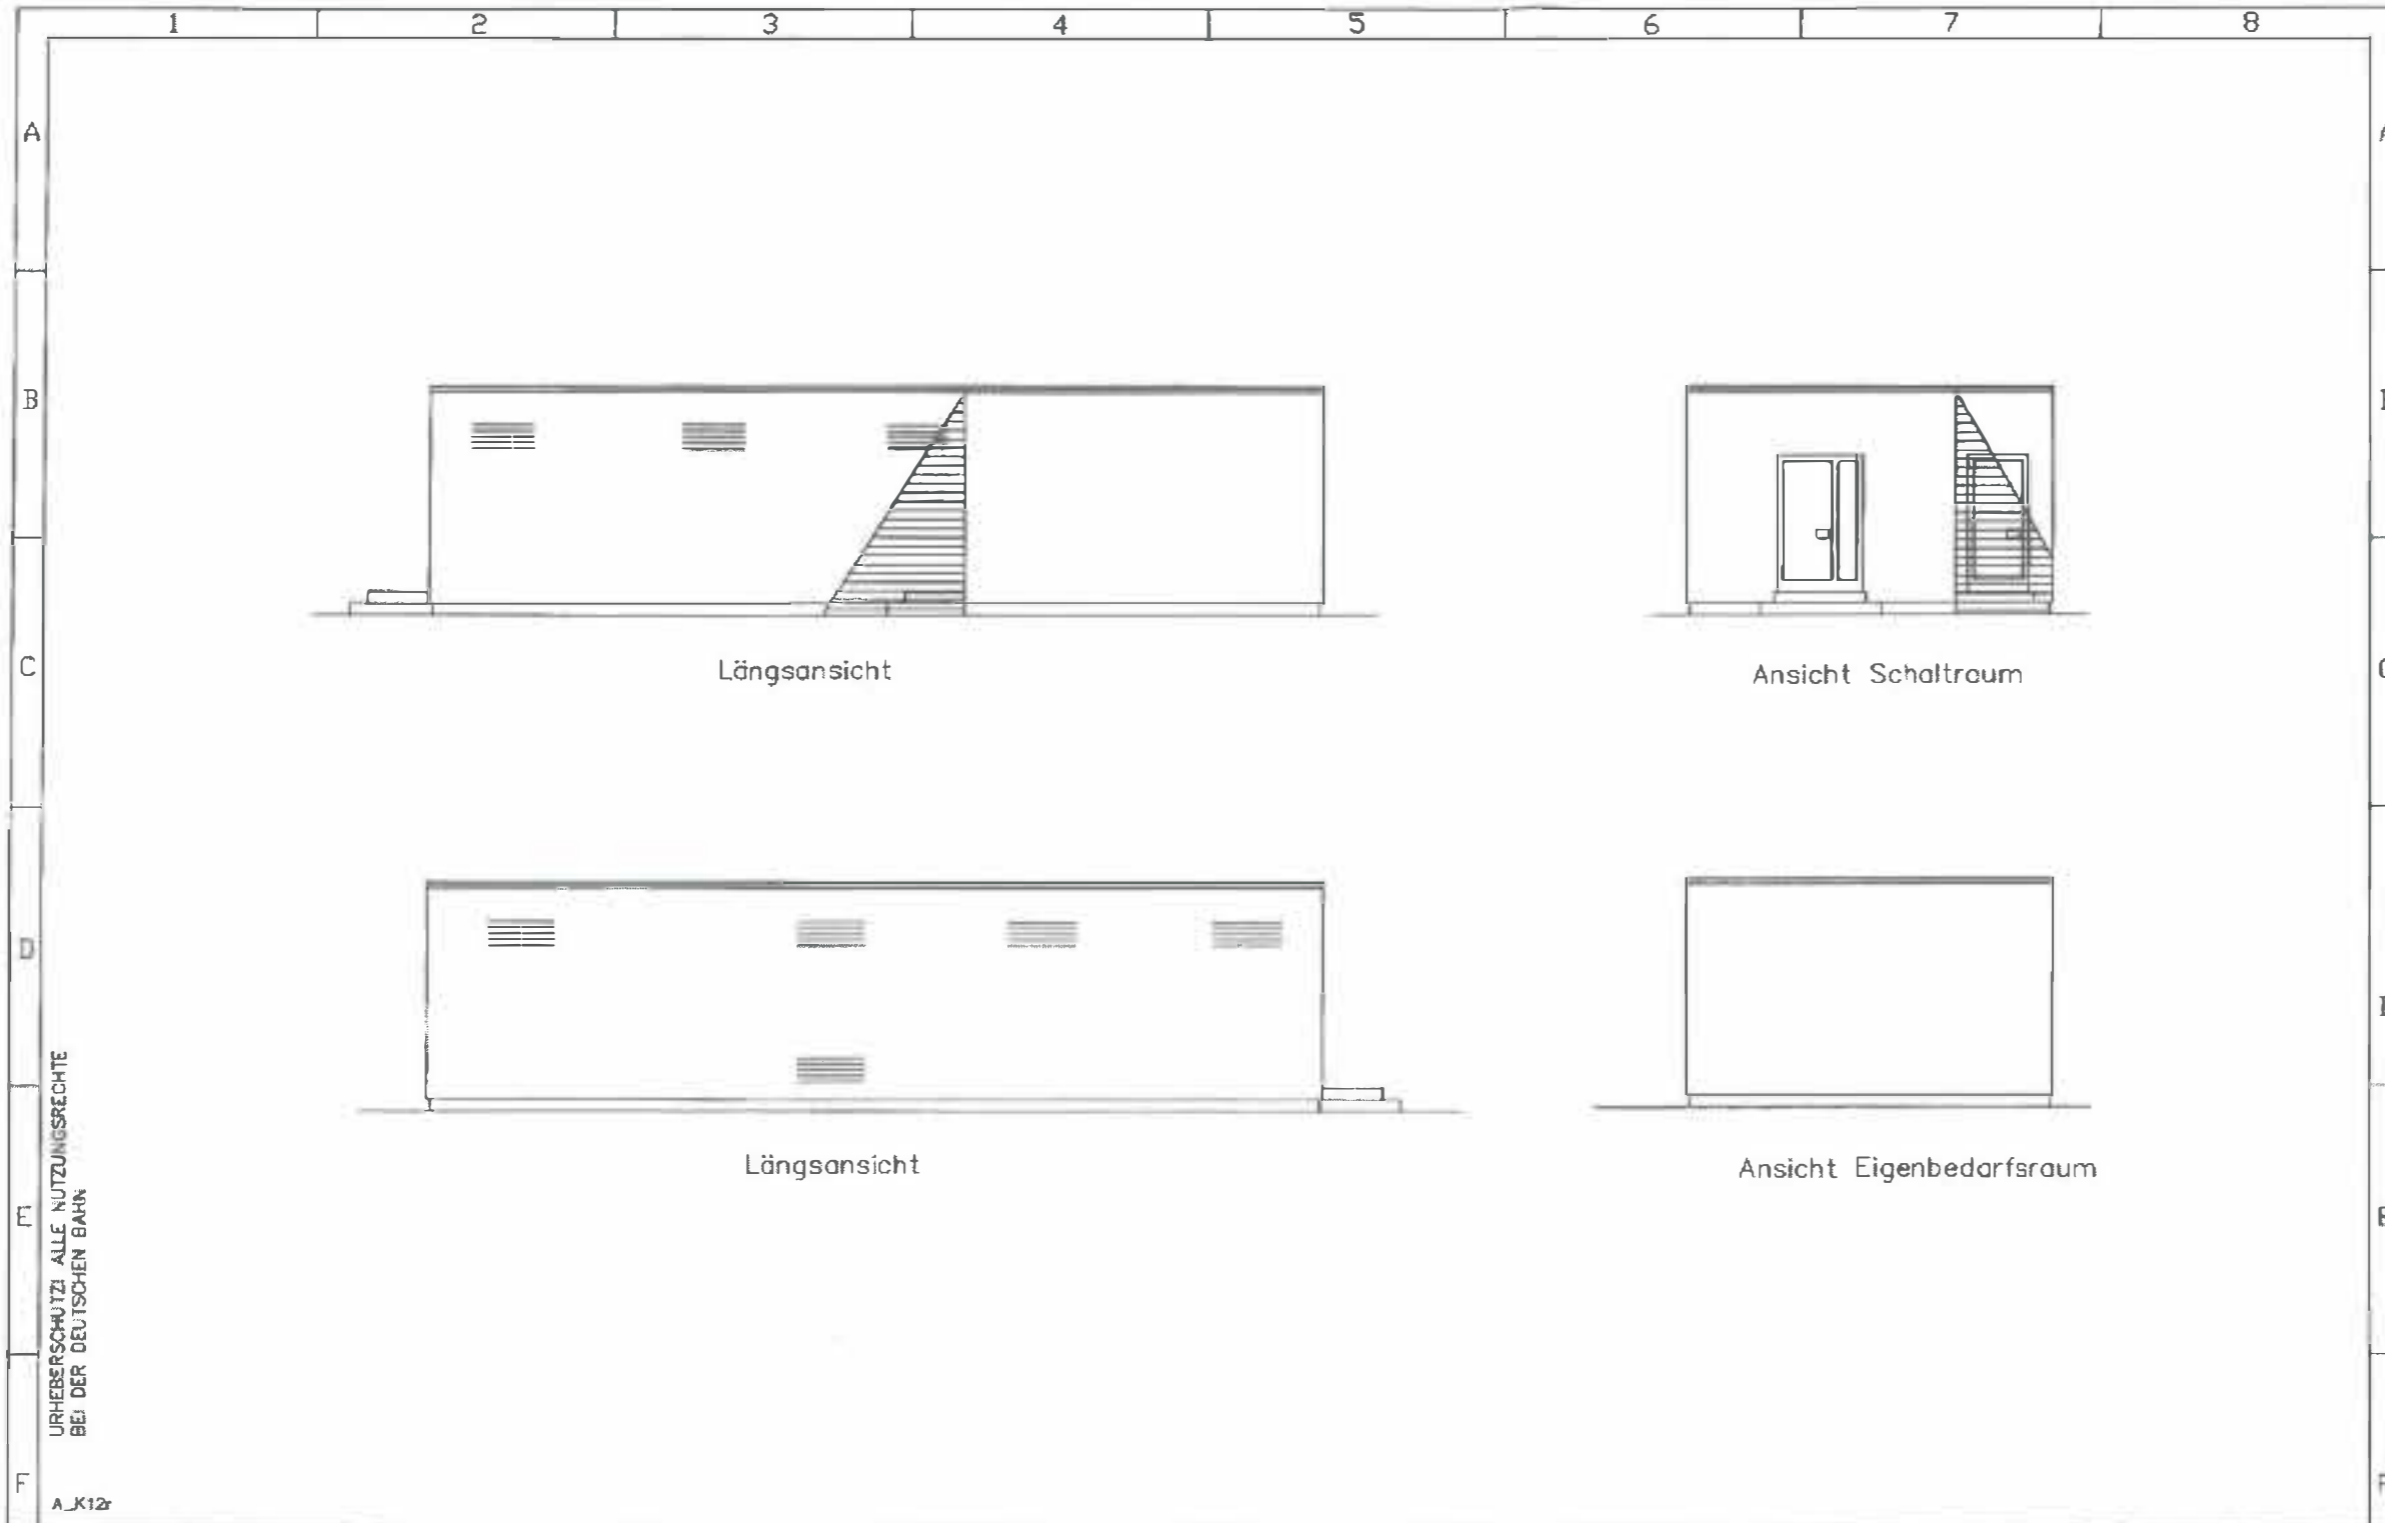 1 2 3 4 5 6 7 8
A
B
C
D
E
F
Längsansicht
Ansicht Schaltraum
Längsansicht
Ansicht Eigenbedarfsraum
URHEBERSCHUTZ! ALLE NUTZUNGSRECHTE
BEI DER DEUTSCHEN BAHN
A_K12r